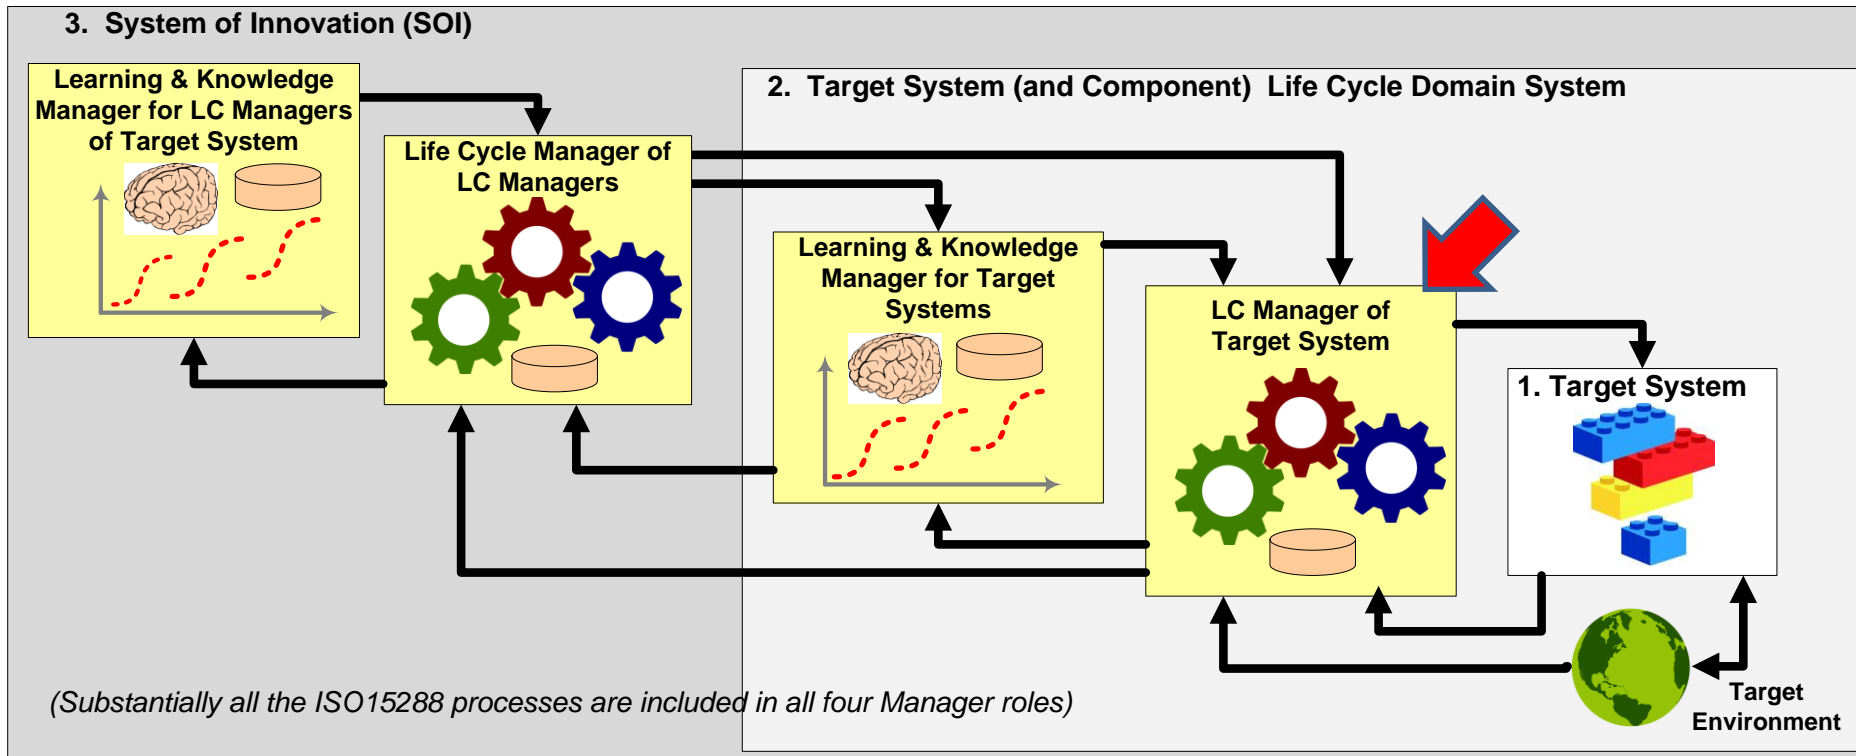 3. System of Innovation (SOI)
Learning & Knowledge
Manager for LC Managers
of Target System
2. Target System (and Component) Life Cycle Domain System
Life Cycle Manager of
LC Managers
Learning & Knowledge
Manager for Target
Systems
LC Manager of
Target System
1. Target System
(Substantially all the ISO15288 processes are included in all four Manager roles)
Target
Environment